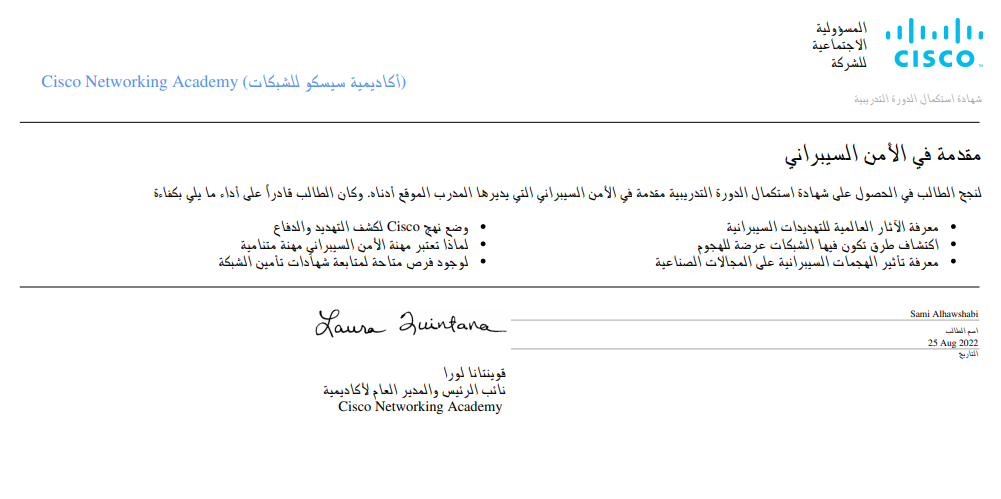 المسؤولية
الاجتماعية
للشركة
CISCO
Cisco Networking Academy (أكاديمية سيسكو للشبكات)
شهادة استكمال الدورة التدريبية
مقدمة في الأمن السيبراني
لنجح الطالب في الحصول على شهادة استكمال الدورة التدريبية مقدمة في الأمن السيبراني التي يديرها المدرب الموقع أدناه. وكان الطالب قادراً على أداء ما يلي بكفاءة
• معرفة الآثار العالمية للتهديدات السيبرانية
• اكتشاف طرق تكون فيها الشبكات عرضة للهجوم
• معرفة تأثير الهجمات السيبرانية على المجالات الصناعية
• وضع نهج Cisco لكشف التهديد والدفاع
• لماذا تعتبر مهنة الأمن السيبراني مهنة متنامية
• لوجود فرص متاحة لمتابعة شهادات تأمين الشبكة
Sami Alhawshabi
اسم الطالب
25 Aug 2022
التاريخ
Laura Quintana
قوينتانا لورا
نائب الرئيس والمدير العام لأكاديمية
Cisco Networking Academy